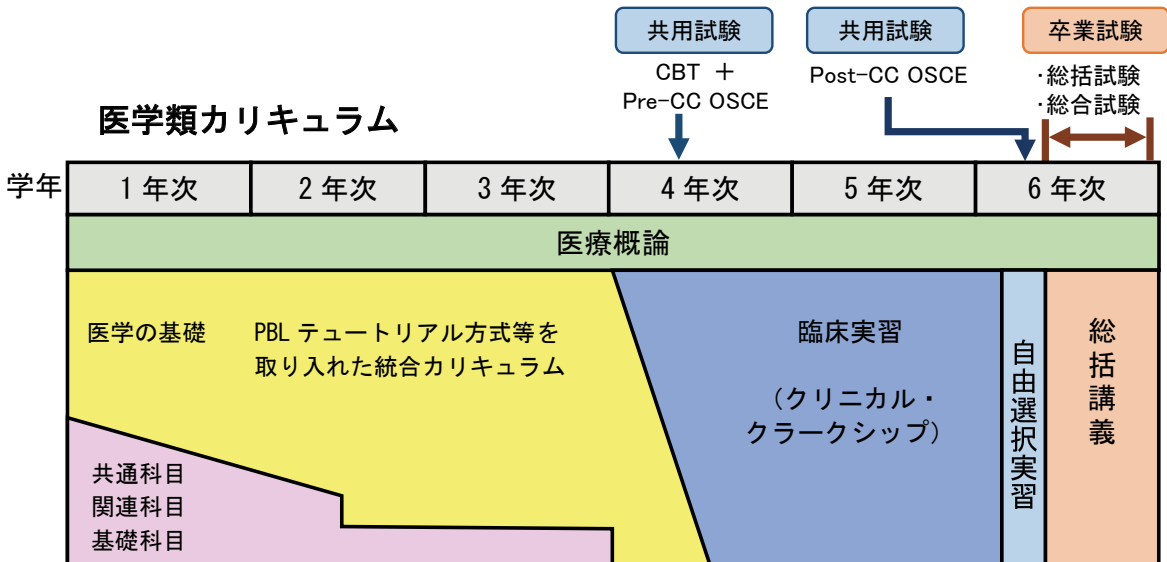 共用試験
CBT +
Pre-CC OSCE
共用試験
Post-CC OSCE
卒業試験
・総括試験
・総合試験
医学類カリキュラム
学年
1年次
2年次
3年次
4年次
5年次
6年次
医療概論
医学の基礎
PBL テュートリアル方式等を
取り入れた統合カリキュラム
臨床実習
(クリニカル・
クラークシップ)
自由選択実習
総括講義
共通科目
関連科目
基礎科目